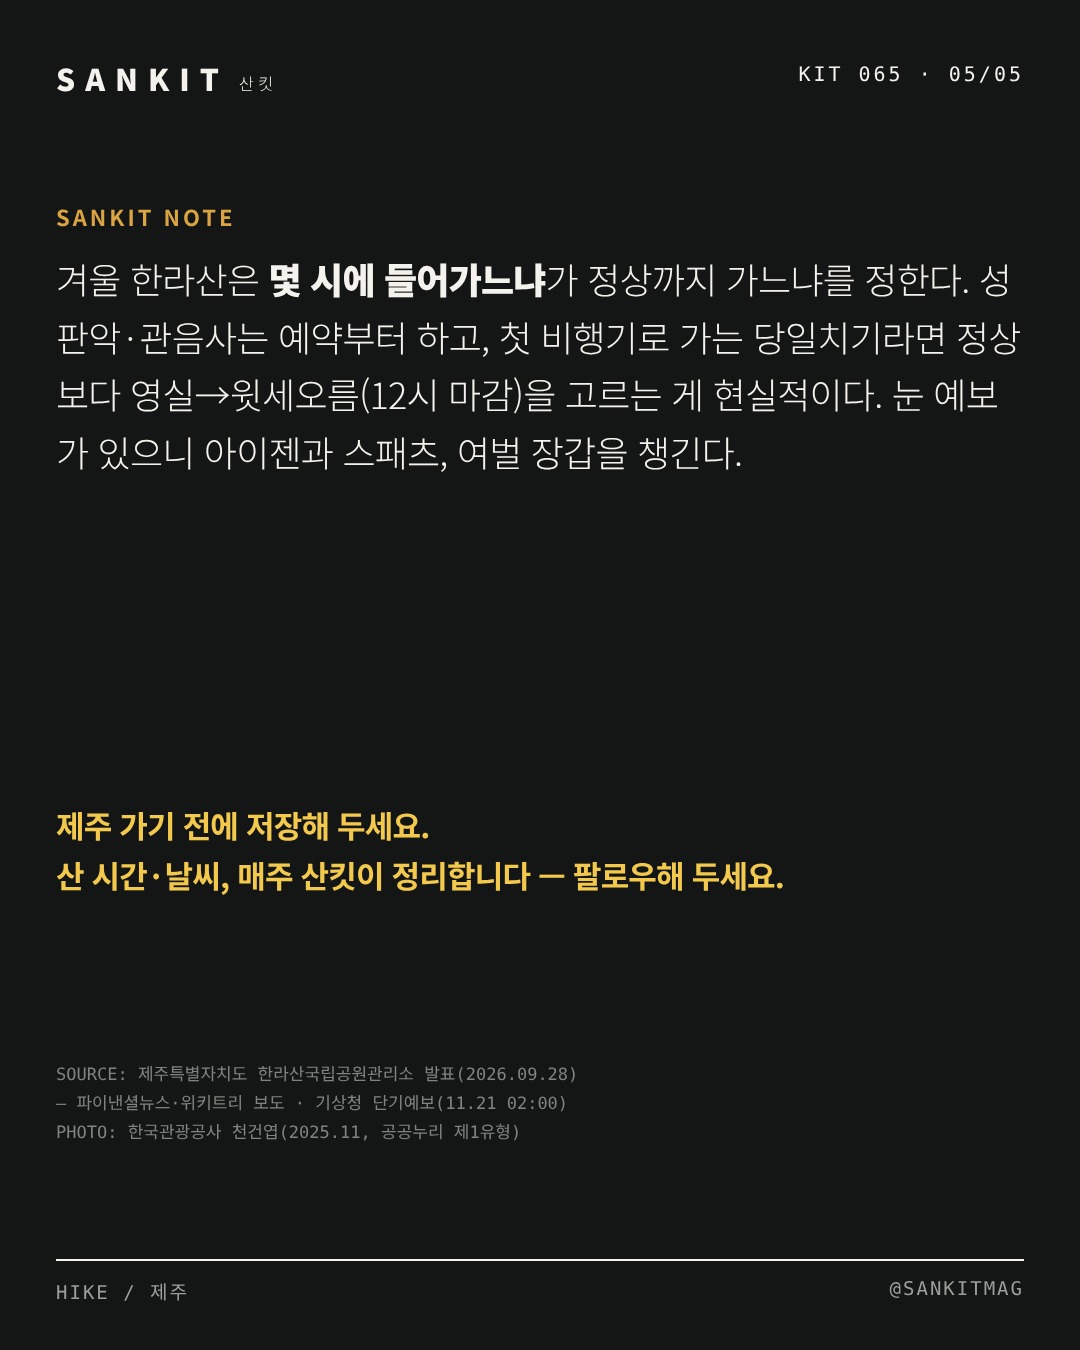 SANKIT 산킷
KIT 065 · 05/05
SANKIT NOTE
겨울 한라산은 몇 시에 들어가느냐가 정상까지 가느냐를 정한다. 성
판악·관음사는 예약부터 하고, 첫 비행기로 가는 당일치기라면 정상
보다 영실→윗세오름(12시 마감)을 고르는 게 현실적이다. 눈 예보
가 있으니 아이젠과 스패츠, 여벌 장갑을 챙긴다.
제주 가기 전에 저장해 두세요.
산 시간·날씨, 매주 산킷이 정리합니다 — 팔로우해 두세요.
SOURCE: 제주특별자치도 한라산국립공원관리소 발표(2026.09.28)
— 파이낸셜뉴스·위키트리 보도 · 기상청 단기예보(11.21 02:00)
PHOTO: 한국관광공사 천건엽(2025.11, 공공누리 제1유형)
HIKE / 제주
@SANKITMAG